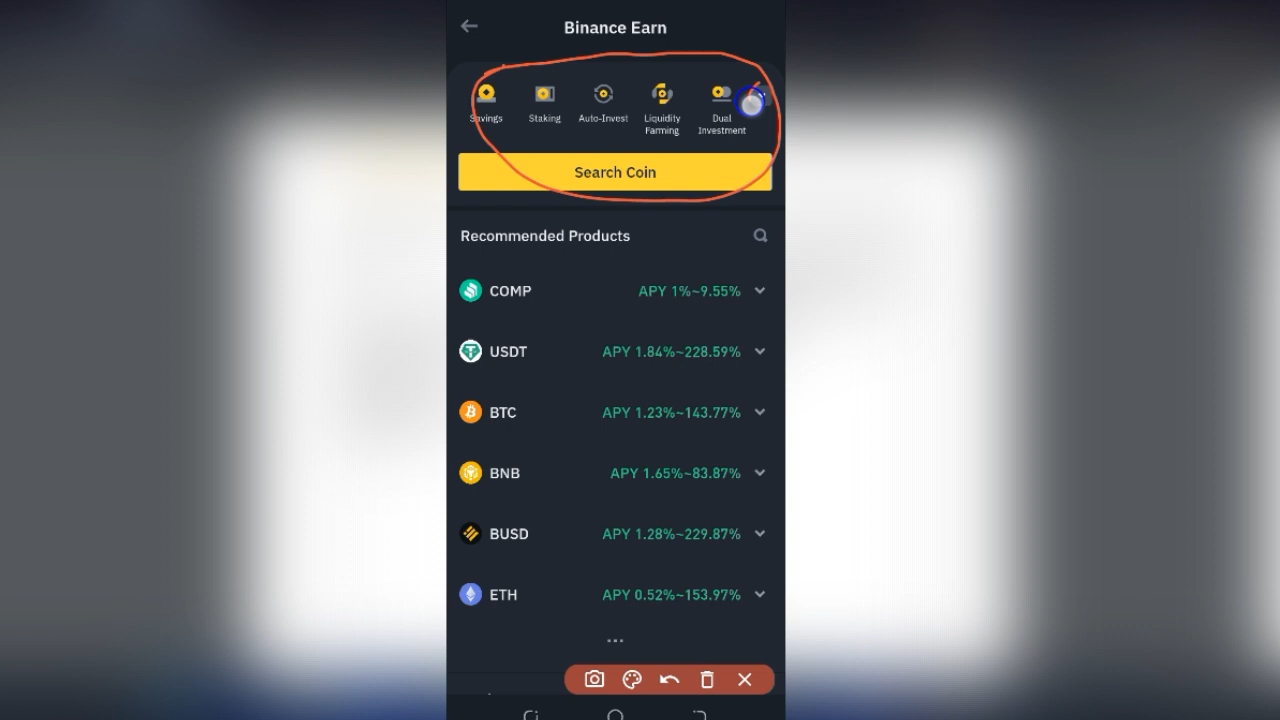 Binance Earn
Savings
Staking
Auto-Invest
Liquidity
Farming
Dual
Investment
Search Coin
Recommended Products
COMP APY 1%~9.55%
USDT APY 1.84%~228.59%
BTC APY 1.23%~143.77%
BNB APY 1.65%~83.87%
BUSD APY 1.28%~229.87%
ETH APY 0.52%~153.97%
...